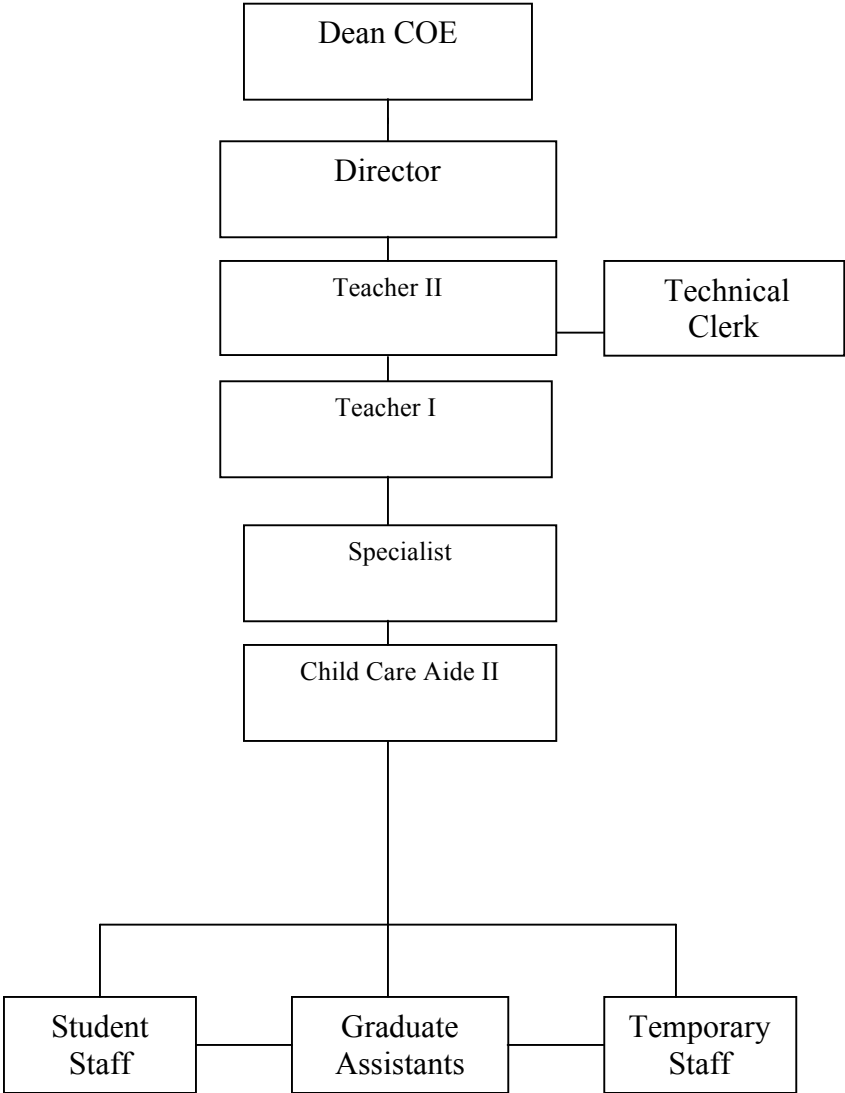 Dean COE
Director
Teacher II
Technical
Clerk
Teacher I
Specialist
Child Care Aide II
Student
Staff
Graduate
Assistants
Temporary
Staff